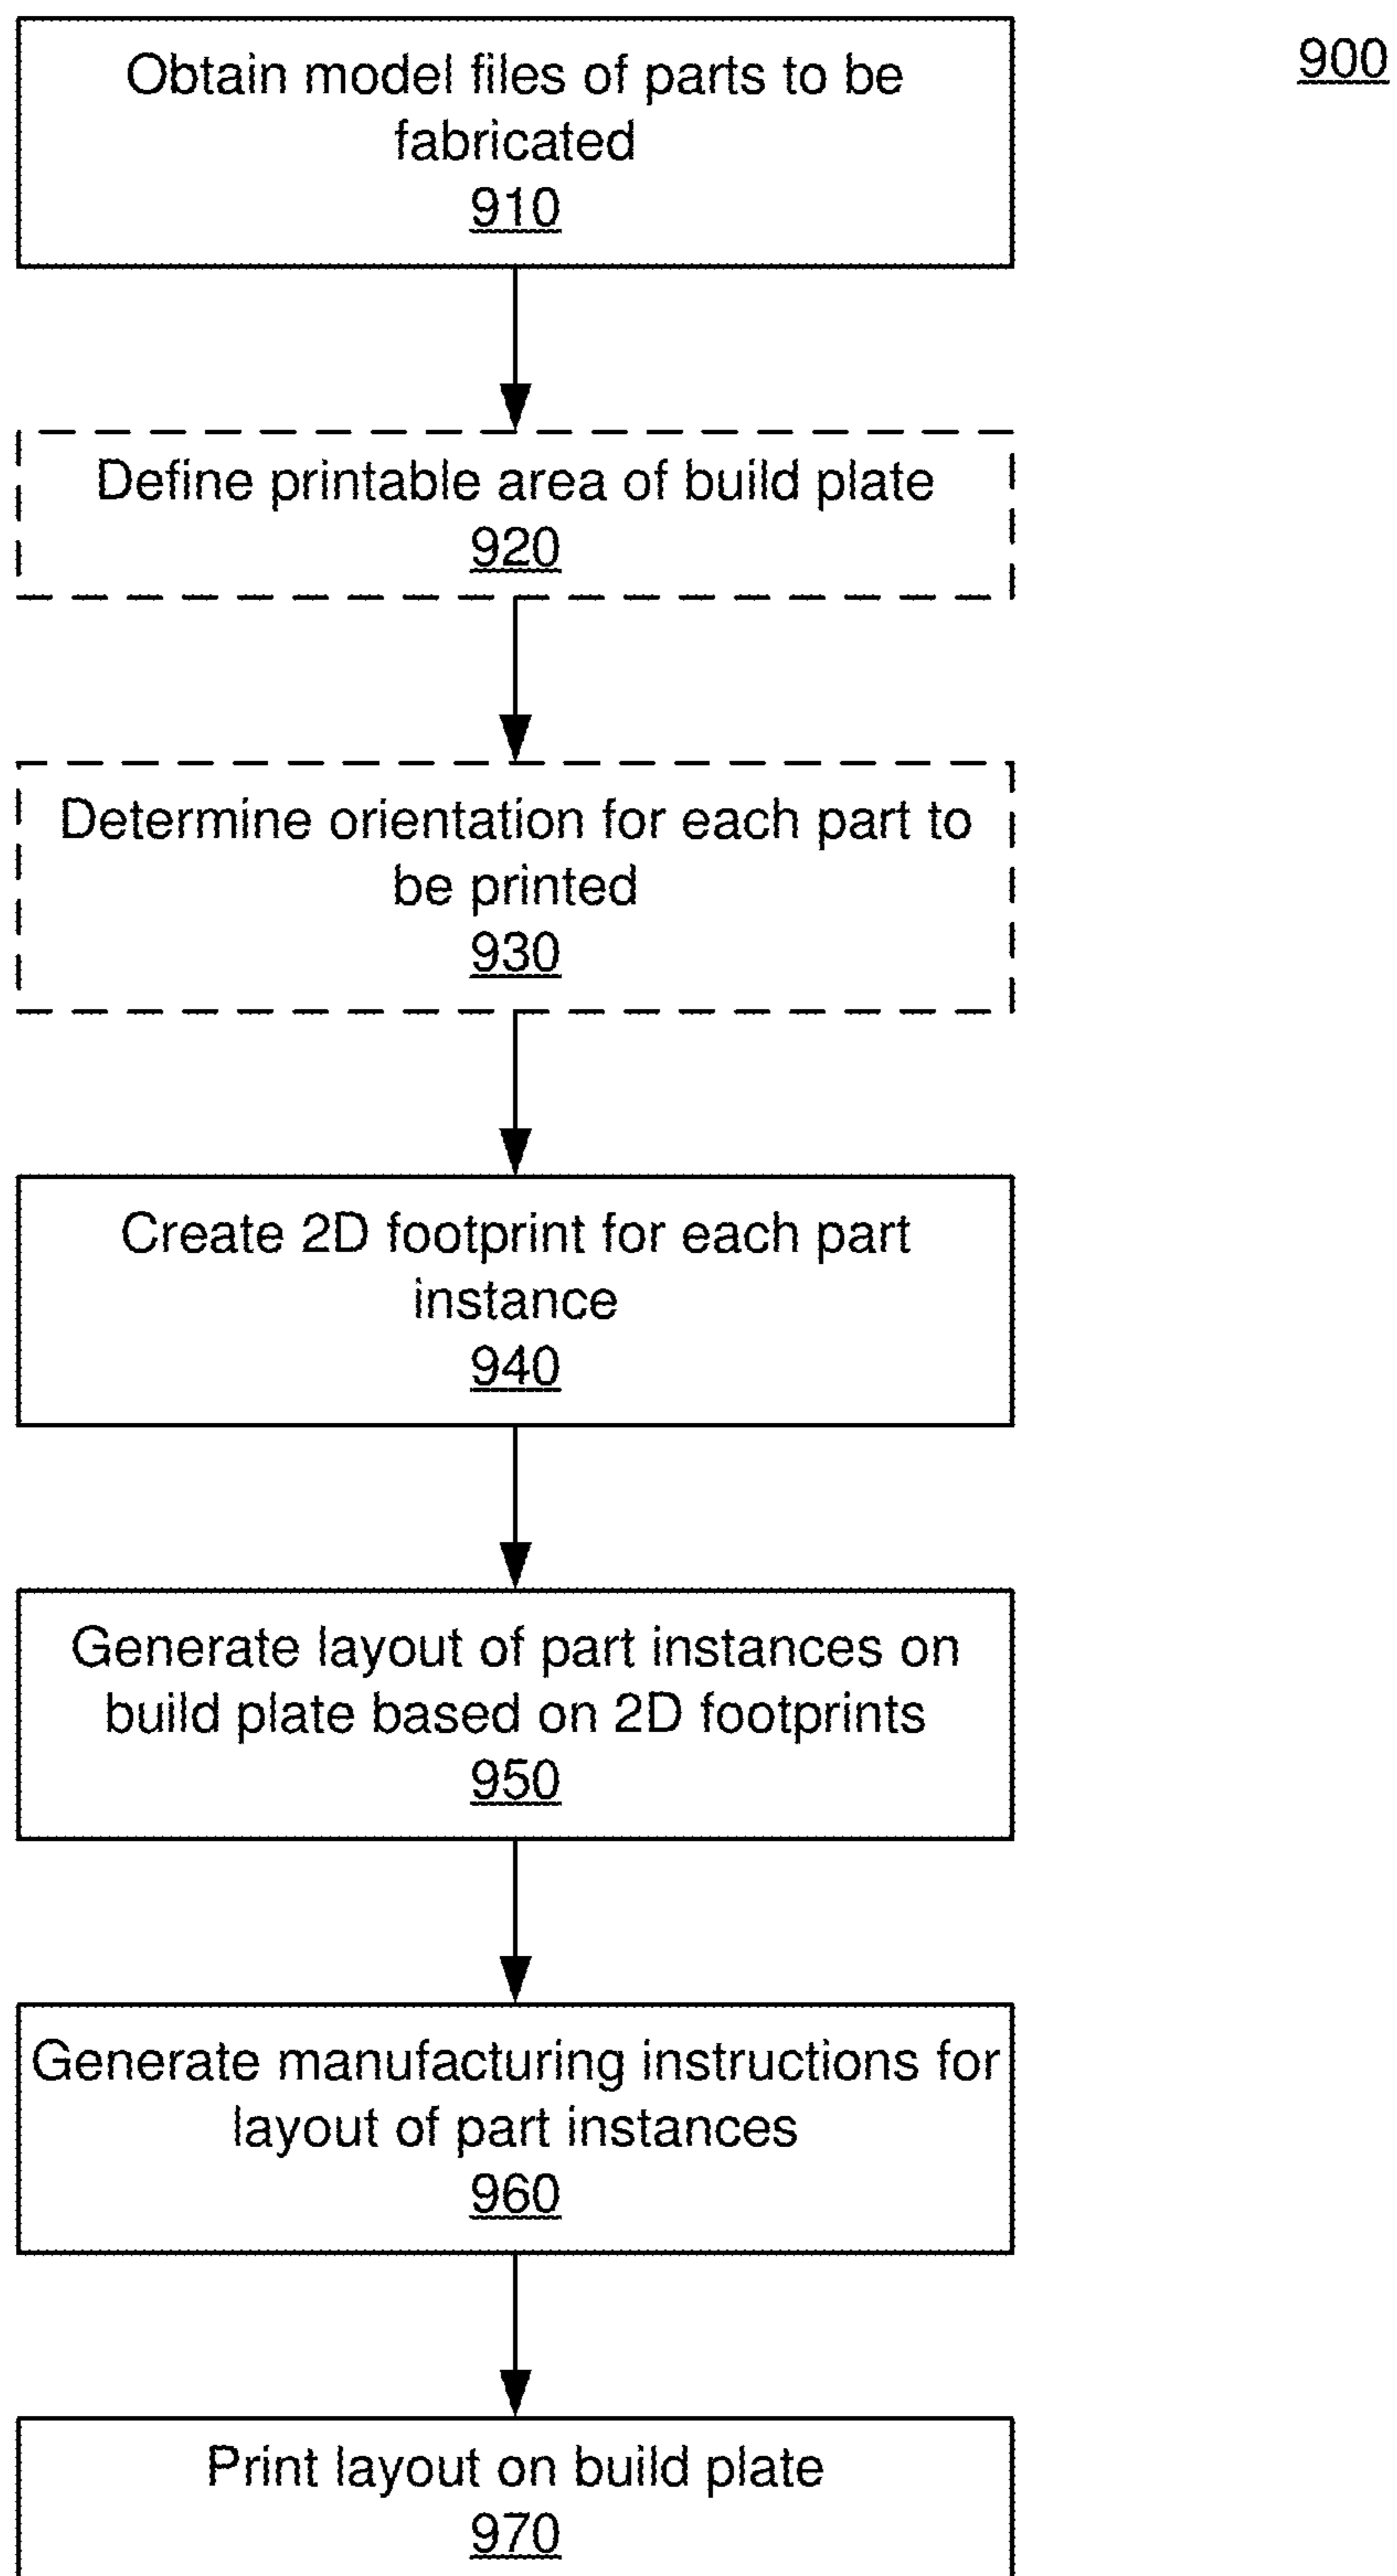 900
Obtain model files of parts to be
fabricated
910
Define printable area of build plate
920
Determine orientation for each part to
be printed
930
Create 2D footprint for each part
instance
940
Generate layout of part instances on
build plate based on 2D footprints
950
Generate manufacturing instructions for
layout of part instances
960
Print layout on build plate
970